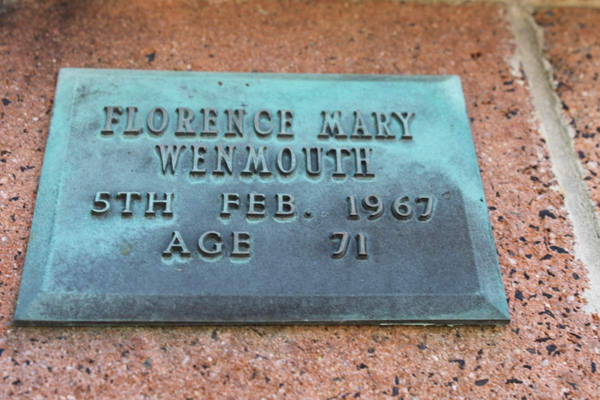 FLORENCE MARY
WENMOUTH
5TH FEB. 1967
AGE 71